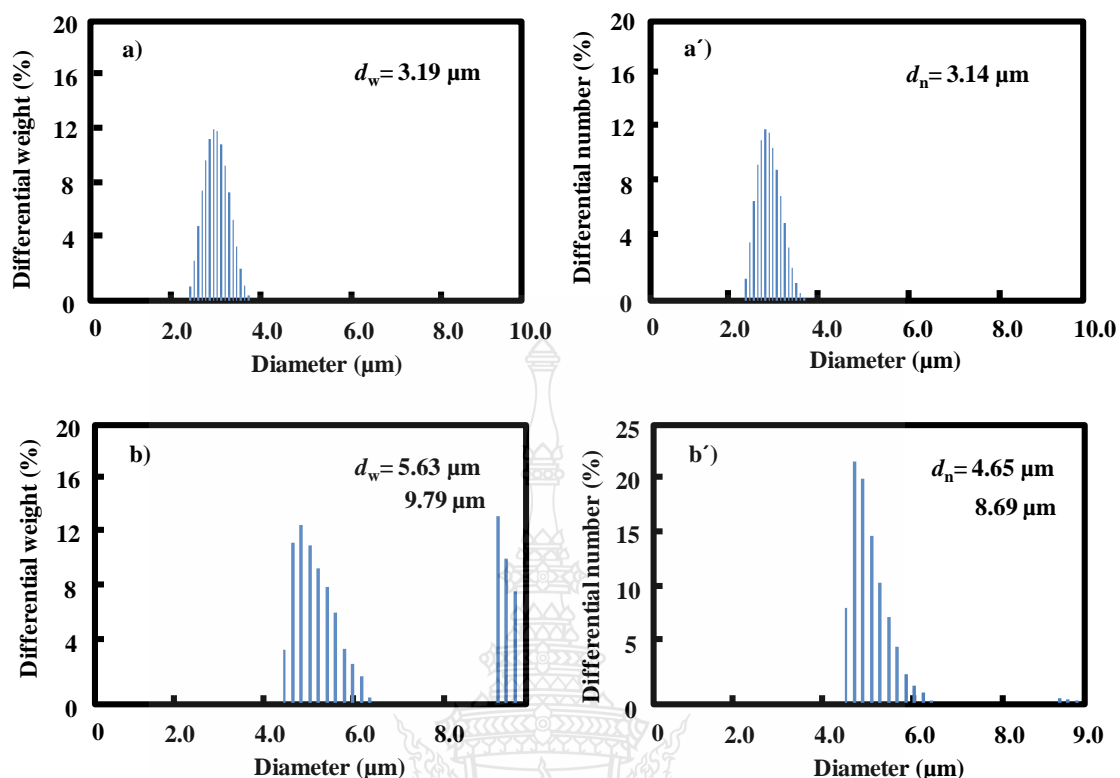 a)
d_w= 3.19 µm
Differential weight (%)
20
16
12
8
4
0
0 2.0 4.0 6.0 8.0 10.0
Diameter (µm)
a´)
d_n= 3.14 µm
Differential number (%)
20
16
12
8
4
0
0 2.0 4.0 6.0 8.0 10.0
Diameter (µm)
b)
d_w= 5.63 µm
9.79 µm
Differential weight (%)
20
16
12
8
4
0
0 2.0 4.0 6.0 8.0
Diameter (µm)
b´)
d_n= 4.65 µm
8.69 µm
Differential number (%)
25
20
15
10
5
0
0 2.0 4.0 6.0 8.0 9.0
Diameter (µm)